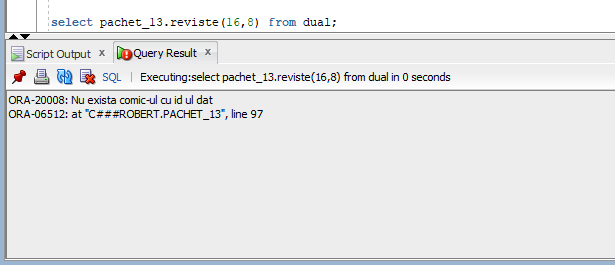 select pachet_13.reviste(16,8) from dual;
Script Output x Query Result x
SQL | Executing:select pachet_13.reviste(16,8) from dual in 0 seconds
ORA-20008: Nu exista comic-ul cu id ul dat
ORA-06512: at "C###ROBERT.PACHET_13", line 97